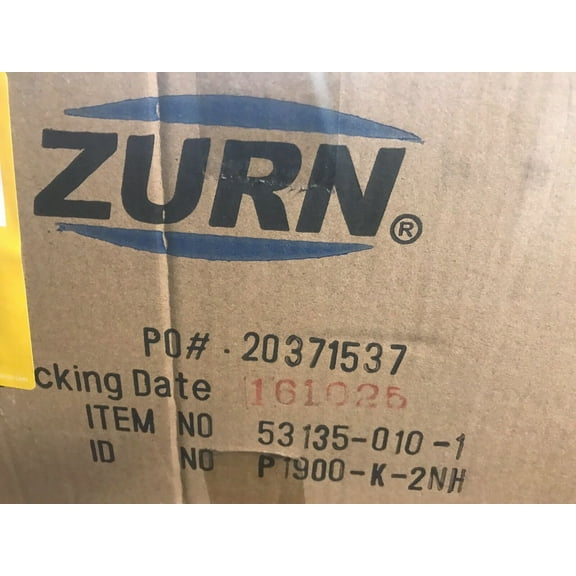 ZURN®
PO# . 20371537
cking Date 161025
ITEM NO 53135-010-1
ID NO P1900-K-2NH